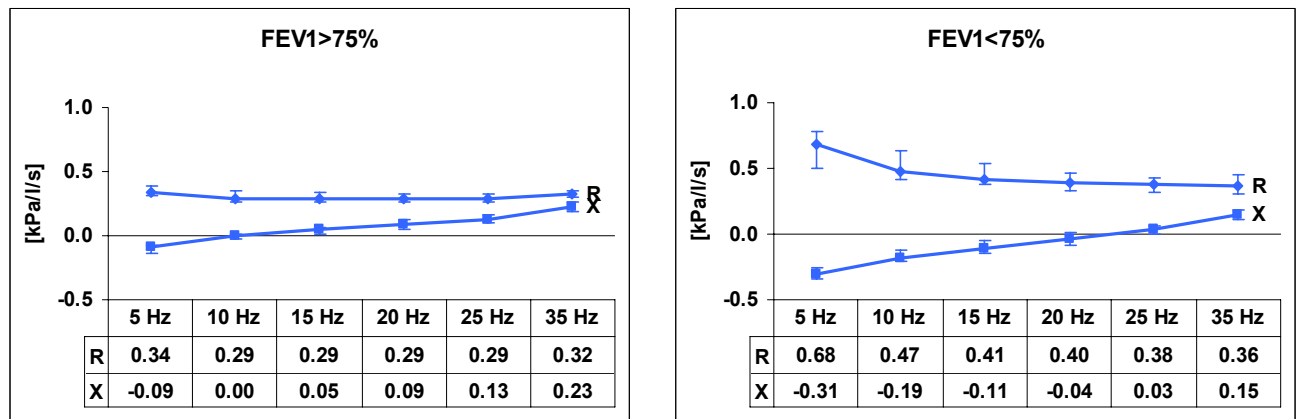 FEV1>75%
[kPa/l/s]
1.0
0.5
0.0
-0.5
R
X
5 Hz 10 Hz 15 Hz 20 Hz 25 Hz 35 Hz
R 0.34 0.29 0.29 0.29 0.29 0.32
X -0.09 0.00 0.05 0.09 0.13 0.23
FEV1<75%
[kPa/l/s]
1.0
0.5
0.0
-0.5
R
X
5 Hz 10 Hz 15 Hz 20 Hz 25 Hz 35 Hz
R 0.68 0.47 0.41 0.40 0.38 0.36
X -0.31 -0.19 -0.11 -0.04 0.03 0.15